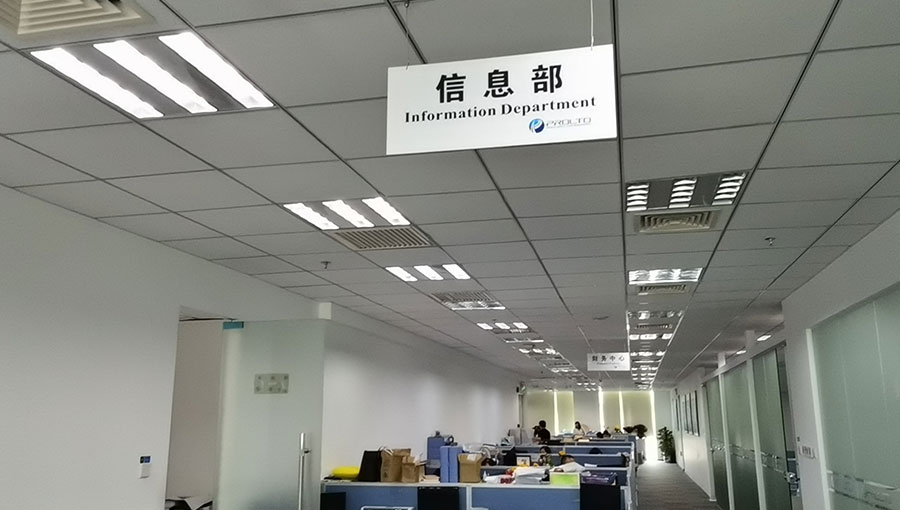 信息部
Information Department
PROLTO
财务中心